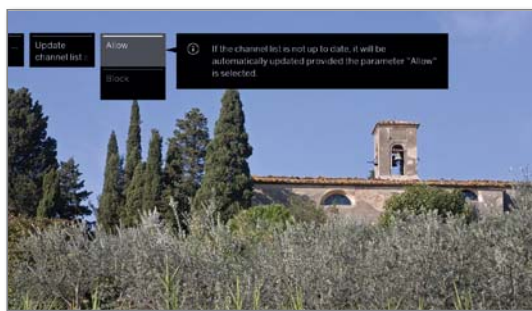 ...
Update
channel list
Allow
Block
If the channel list is not up to date, it will be
automatically updated provided the parameter "Allow"
is selected.